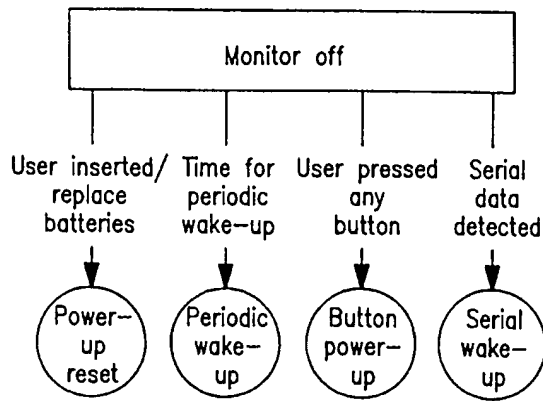 Monitor off
User inserted/
replace
batteries
Time for
periodic
wake-up
User pressed
any
button
Serial
data
detected
Power-
up
reset
Periodic
wake-
up
Button
power-
up
Serial
wake-
up